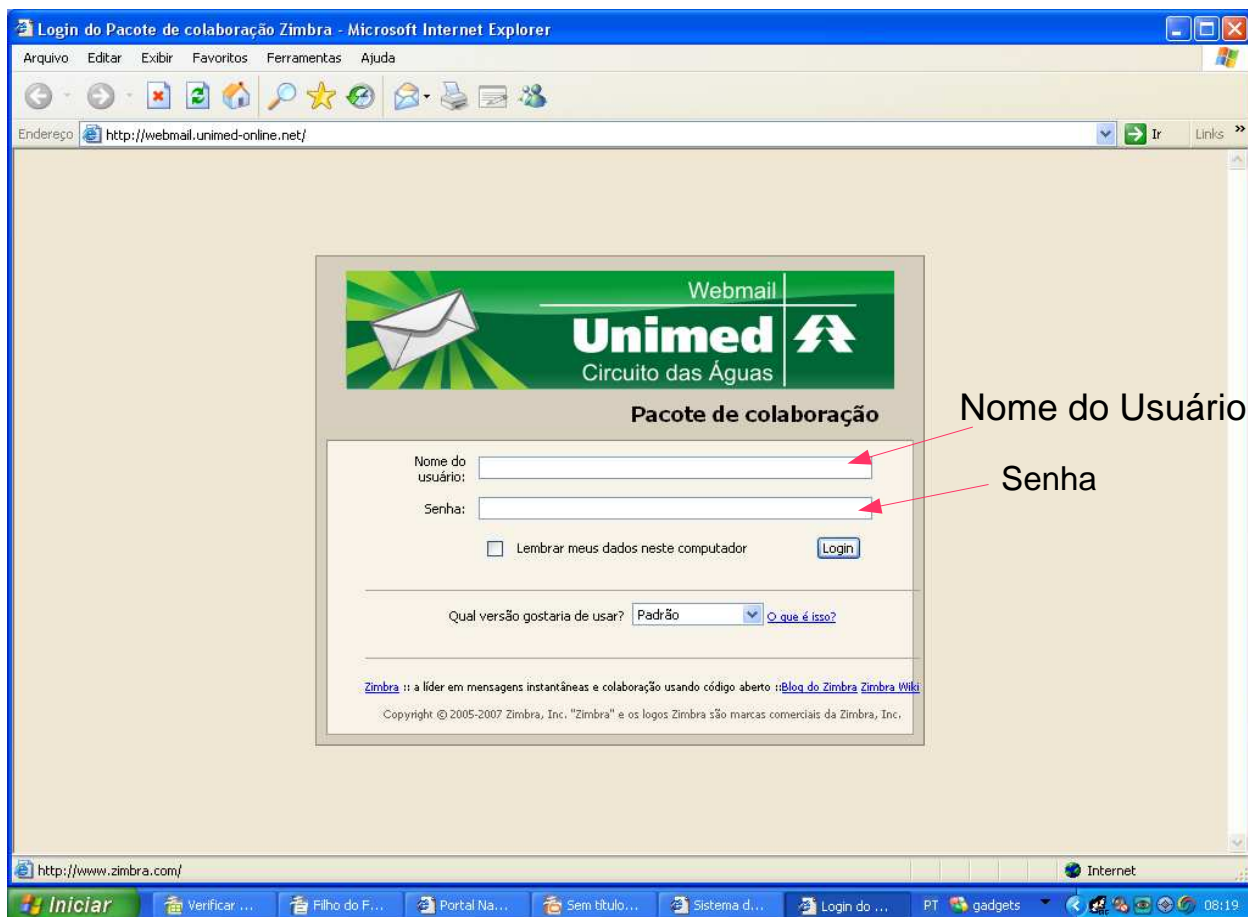 Login do Pacote de colaboração Zimbra - Microsoft Internet Explorer
Arquivo Editar Exibir Favoritos Ferramentas Ajuda
Endereço http://webmail.unimed-online.net/ Ir Links »
Webmail
Unimed
Circuito das Águas
Pacote de colaboração
Nome do Usuário
Nome do
usuário:
Senha
Senha:
Lembrar meus dados neste computador Login
Qual versão gostaria de usar? Padrão O que é isso?
Zimbra :: a líder em mensagens instantâneas e colaboração usando código aberto ::Blog do Zimbra Zimbra Wiki
Copyright © 2005-2007 Zimbra, Inc. "Zimbra" e os logos Zimbra são marcas comerciais da Zimbra, Inc.
http://www.zimbra.com/ Internet
Iniciar Verificar ... Filho do F... Portal Na... Sem título... Sistema d... Login do ... PT gadgets 08:19